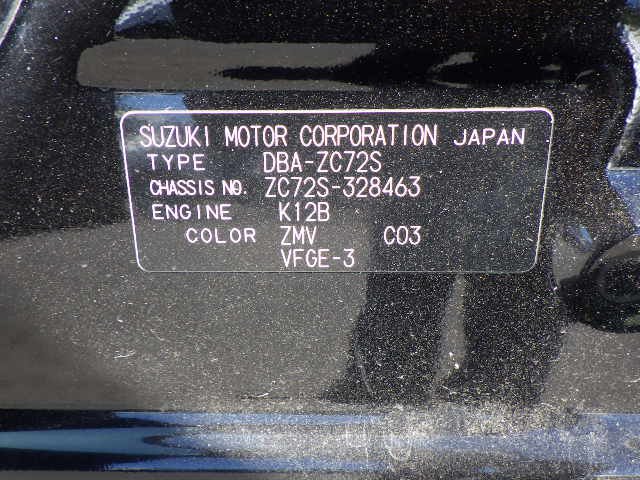 SUZUKI MOTOR CORPORATION JAPAN
TYPE DBA-ZC72S
CHASSIS NO. ZC72S-328463
ENGINE K12B
COLOR ZMV C03
VFGE-3